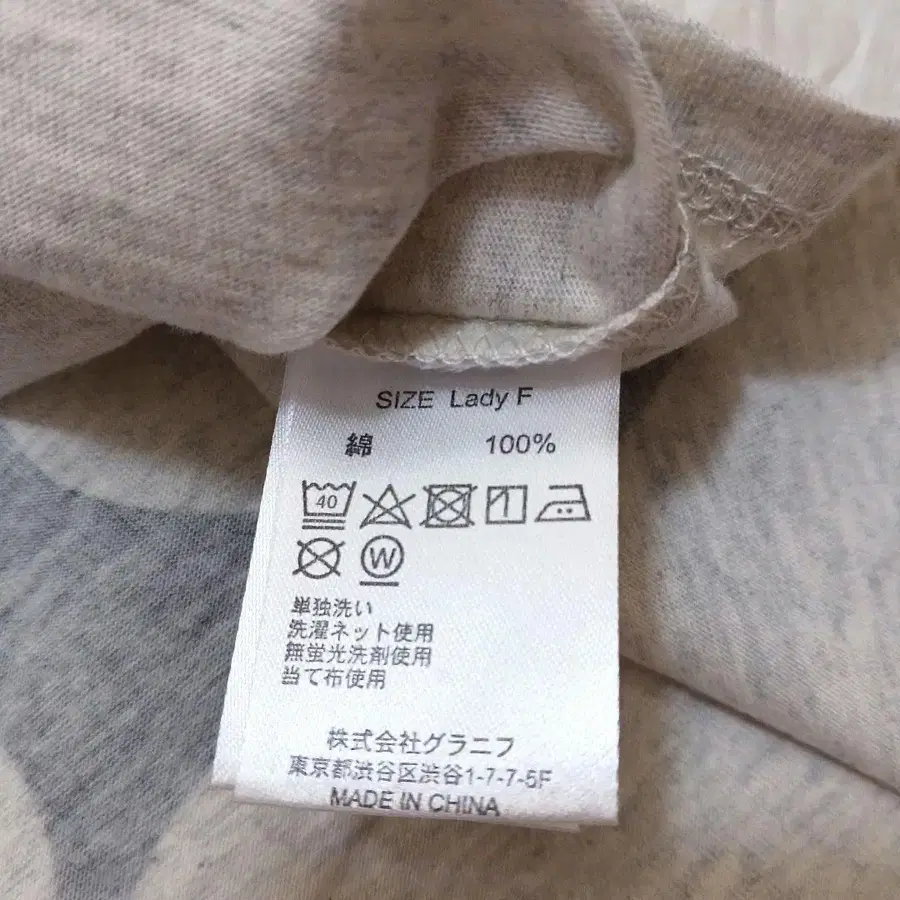 SIZE Lady F
綿 100%
40
W
単独洗い
洗濯ネット使用
無蛍光洗剤使用
当て布使用
株式会社グラニフ
東京都渋谷区渋谷1-7-7-5F
MADE IN CHINA